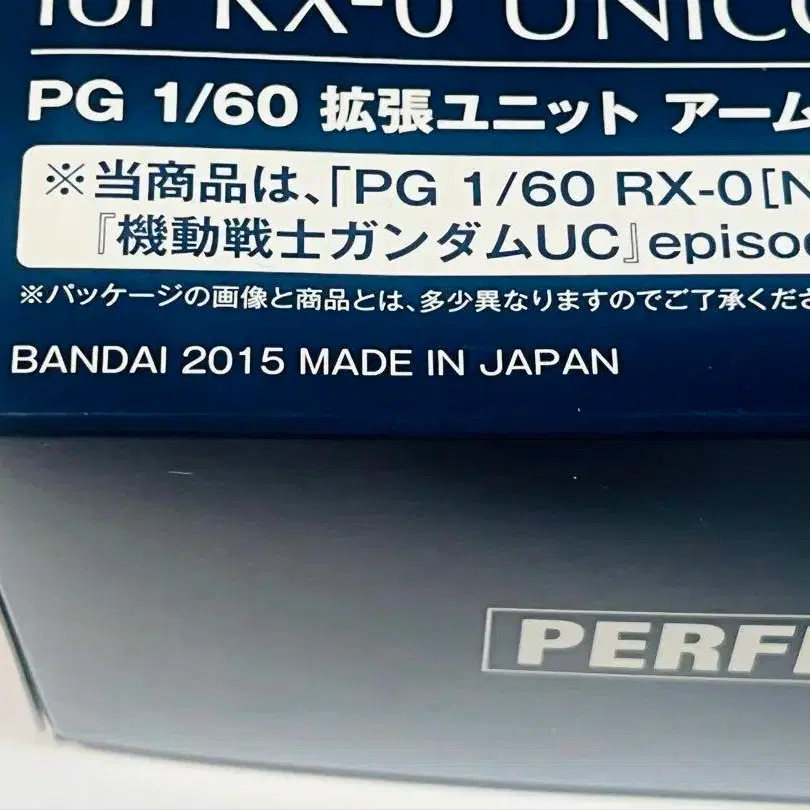 for RX-0 UNICO
PG 1/60 拡張ユニット アーム
※当商品は、「PG 1/60 RX-0[N
『機動戦士ガンダムUC』episod
※パッケージの画像と商品とは、多少異なりますのでご了承くださ
BANDAI 2015 MADE IN JAPAN
PERFE